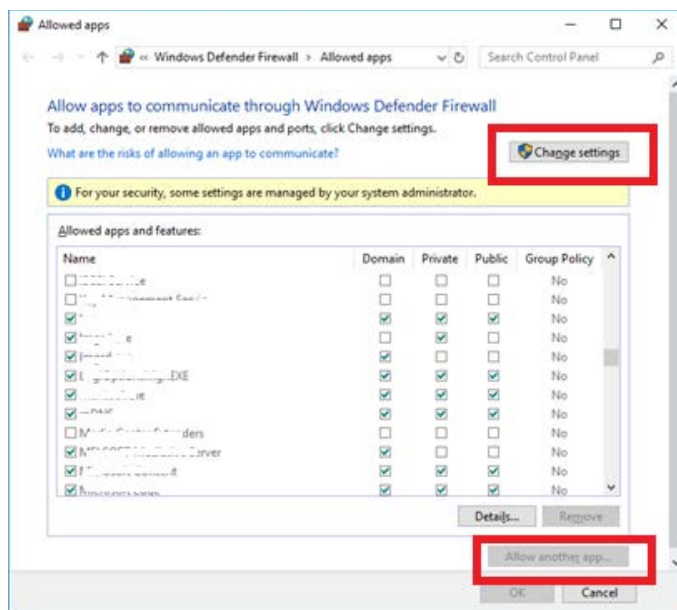 Allowed apps
« Windows Defender Firewall > Allowed apps
Search Control Panel
Allow apps to communicate through Windows Defender Firewall
To add, change, or remove allowed apps and ports, click Change settings.
What are the risks of allowing an app to communicate?
Change settings
For your security, some settings are managed by your system administrator.
Allowed apps and features:
Name Domain Private Public Group Policy
No
No
No
No
No
.EXE No
No
No
No
Server No
No
No
Details... Remove
Allow another app...
OK Cancel